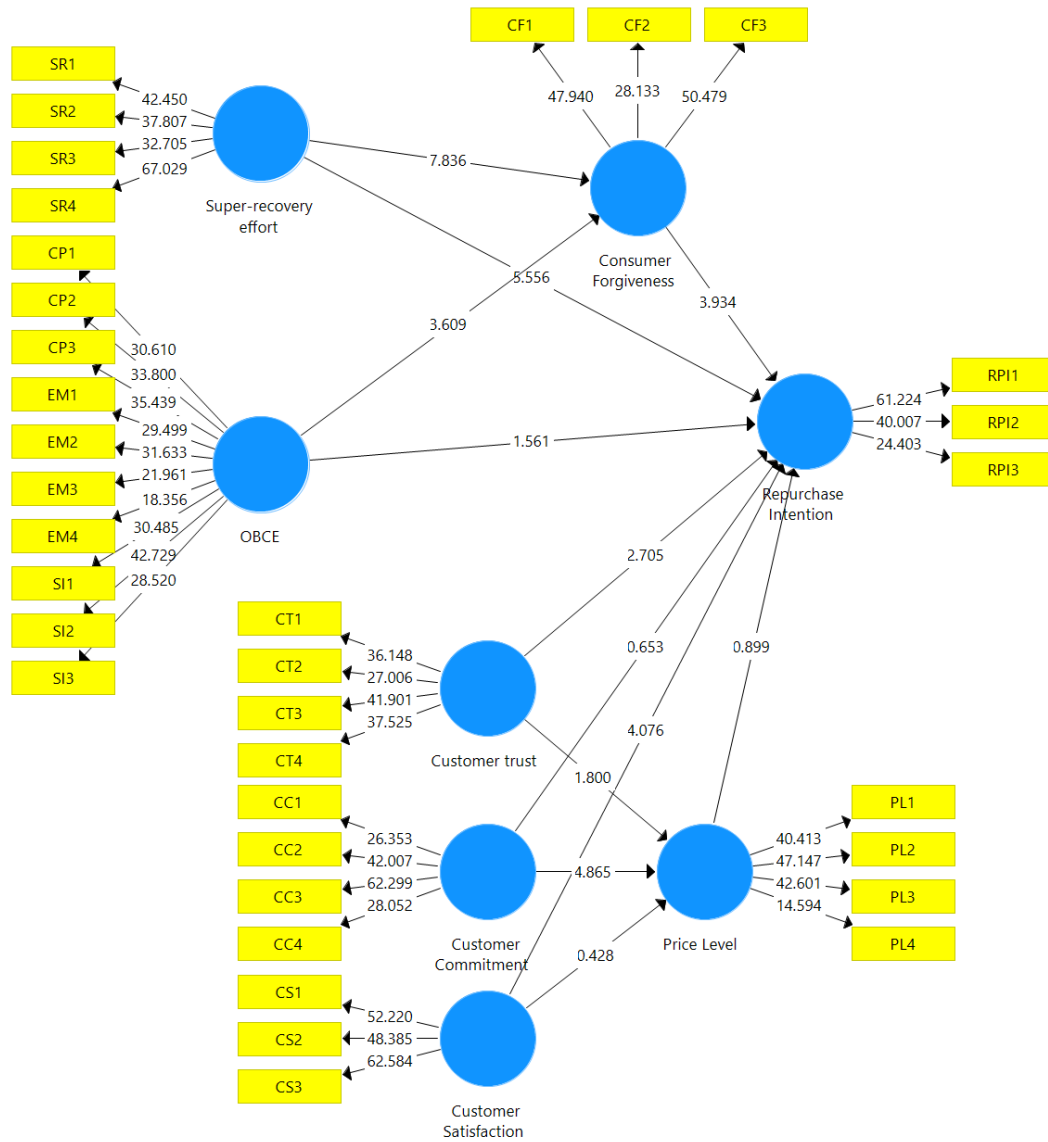 CF1
CF2
CF3
47.940
28.133
50.479
SR1
SR2
SR3
SR4
42.450
37.807
32.705
67.029
Super-recovery
effort
7.836
Consumer
Forgiveness
5.556
3.609
3.934
CP1
CP2
CP3
EM1
EM2
EM3
EM4
SI1
SI2
SI3
30.610
33.800
35.439
29.499
31.633
21.961
18.356
30.485
42.729
28.520
OBCE
1.561
Repurchase
Intention
61.224
40.007
24.403
RPI1
RPI2
RPI3
2.705
0.653
0.899
4.076
CT1
CT2
CT3
CT4
36.148
27.006
41.901
37.525
Customer trust
1.800
CC1
CC2
CC3
CC4
26.353
42.007
62.299
28.052
Customer
Commitment
4.865
0.428
Price Level
40.413
47.147
42.601
14.594
PL1
PL2
PL3
PL4
CS1
CS2
CS3
52.220
48.385
62.584
Customer
Satisfaction